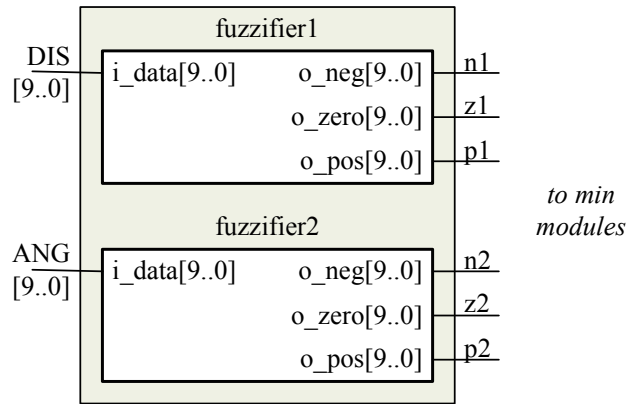 fuzzifier1
DIS
[9..0]
i_data[9..0]
o_neg[9..0]
n1
o_zero[9..0]
z1
o_pos[9..0]
p1
to min
modules
fuzzifier2
ANG
[9..0]
i_data[9..0]
o_neg[9..0]
n2
o_zero[9..0]
z2
o_pos[9..0]
p2